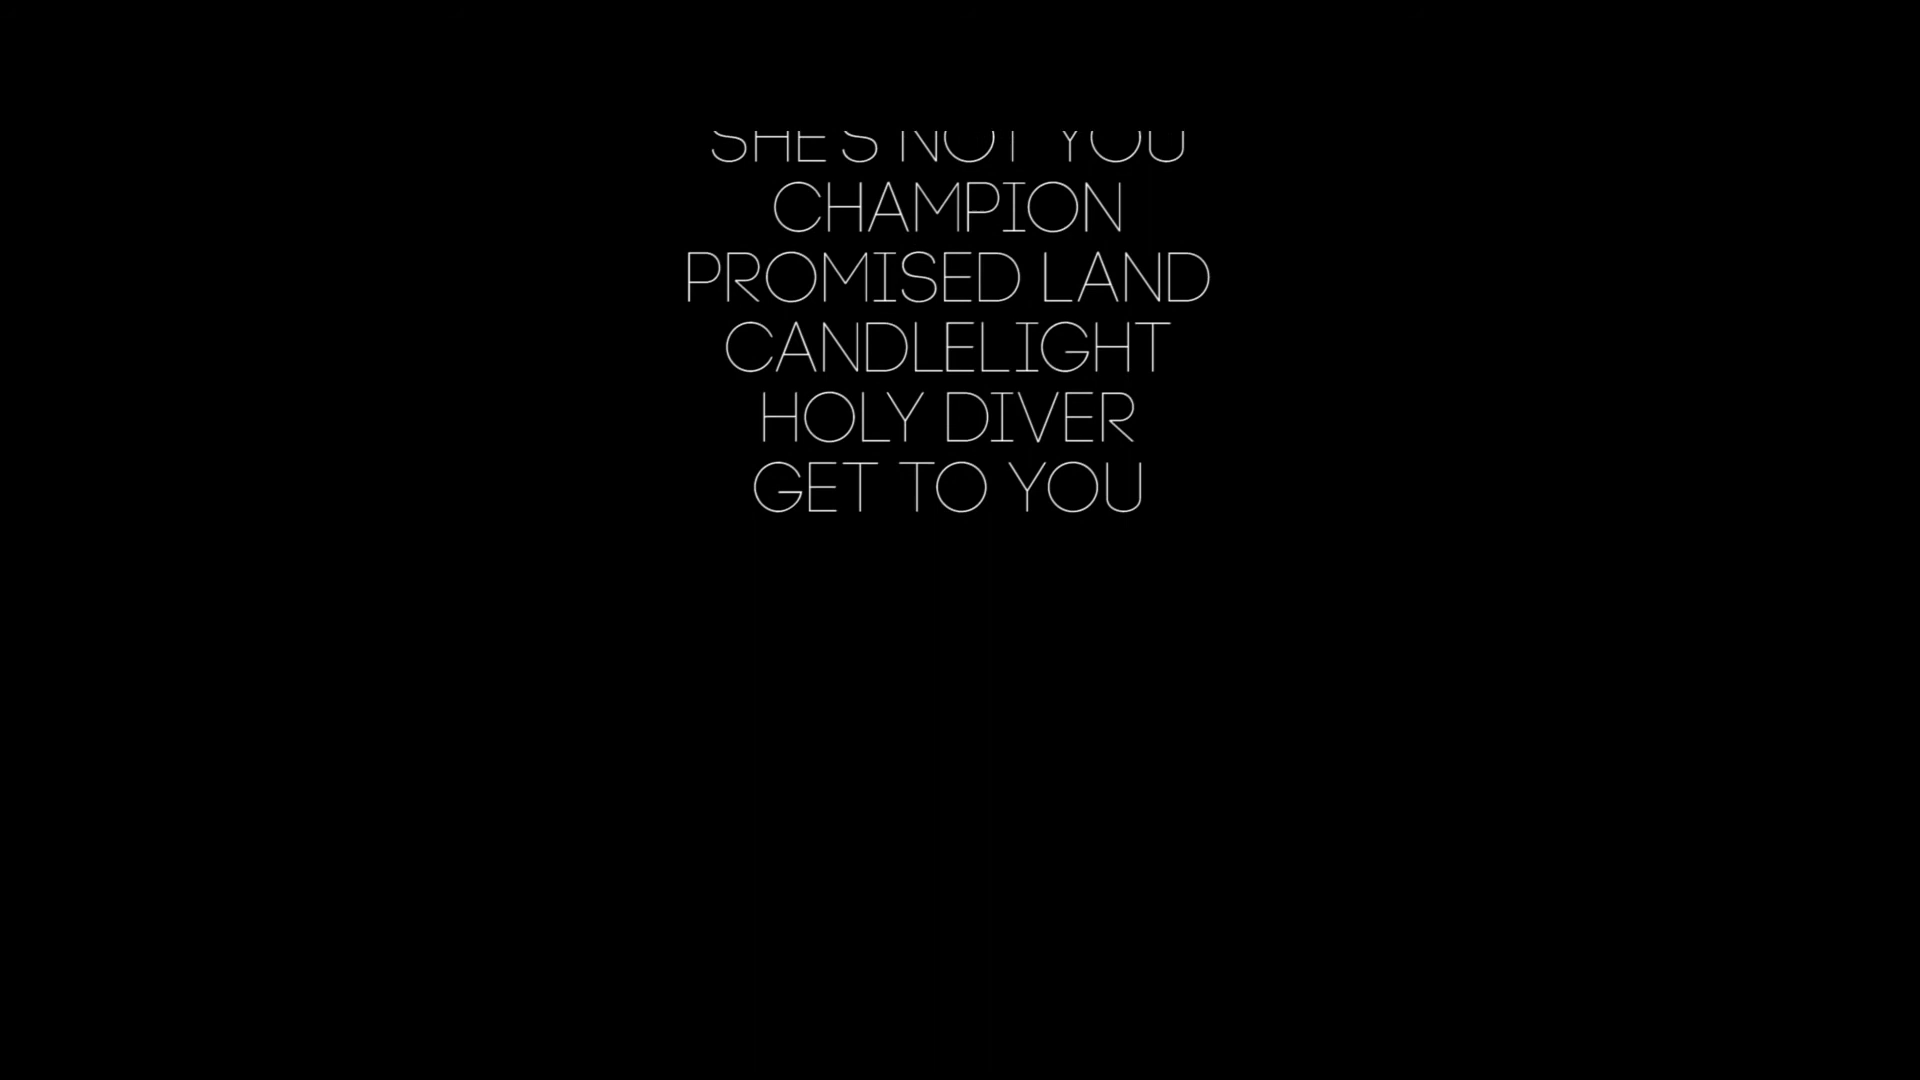 SHE'S NOT YOU
CHAMPION
PROMISED LAND
CANDLELIGHT
HOLY DIVER
GET TO YOU